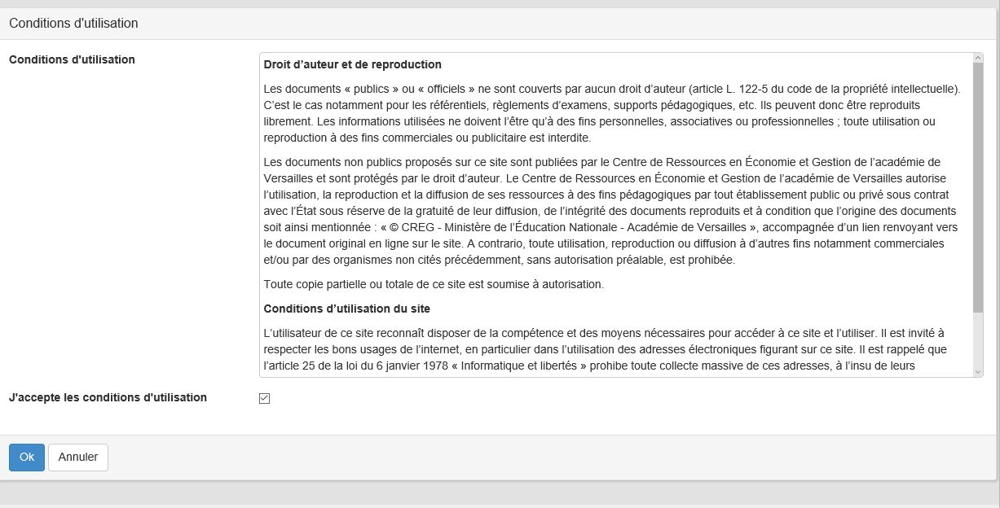 Conditions d'utilisation
Conditions d'utilisation
Droit d’auteur et de reproduction
Les documents « publics » ou « officiels » ne sont couverts par aucun droit d’auteur (article L. 122-5 du code de la propriété intellectuelle).
C’est le cas notamment pour les référentiels, règlements d’examens, supports pédagogiques, etc. Ils peuvent donc être reproduits
librement. Les informations utilisées ne doivent l’être qu’à des fins personnelles, associatives ou professionnelles ; toute utilisation ou
reproduction à des fins commerciales ou publicitaire est interdite.
Les documents non publics proposés sur ce site sont publiées par le Centre de Ressources en Économie et Gestion de l’académie de
Versailles et sont protégés par le droit d’auteur. Le Centre de Ressources en Économie et Gestion de l’académie de Versailles autorise
l’utilisation, la reproduction et la diffusion de ses ressources à des fins pédagogiques par tout établissement public ou privé sous contrat
avec l’État sous réserve de la gratuité de leur diffusion, de l’intégrité des documents reproduits et à condition que l’origine des documents
soit ainsi mentionnée : « © CREG - Ministère de l’Éducation Nationale - Académie de Versailles », accompagnée d’un lien renvoyant vers
le document original en ligne sur le site. A contrario, toute utilisation, reproduction ou diffusion à d’autres fins notamment commerciales
et/ou par des organismes non cités précédemment, sans autorisation préalable, est prohibée.
Toute copie partielle ou totale de ce site est soumise à autorisation.
Conditions d’utilisation du site
L’utilisateur de ce site reconnaît disposer de la compétence et des moyens nécessaires pour accéder à ce site et l’utiliser. Il est invité à
respecter les bons usages de l’internet, en particulier dans l’utilisation des adresses électroniques figurant sur ce site. Il est rappelé que
l’article 25 de la loi du 6 janvier 1978 « Informatique et libertés » prohibe toute collecte massive de ces adresses, à l’insu de leurs
J'accepte les conditions d'utilisation
Ok Annuler